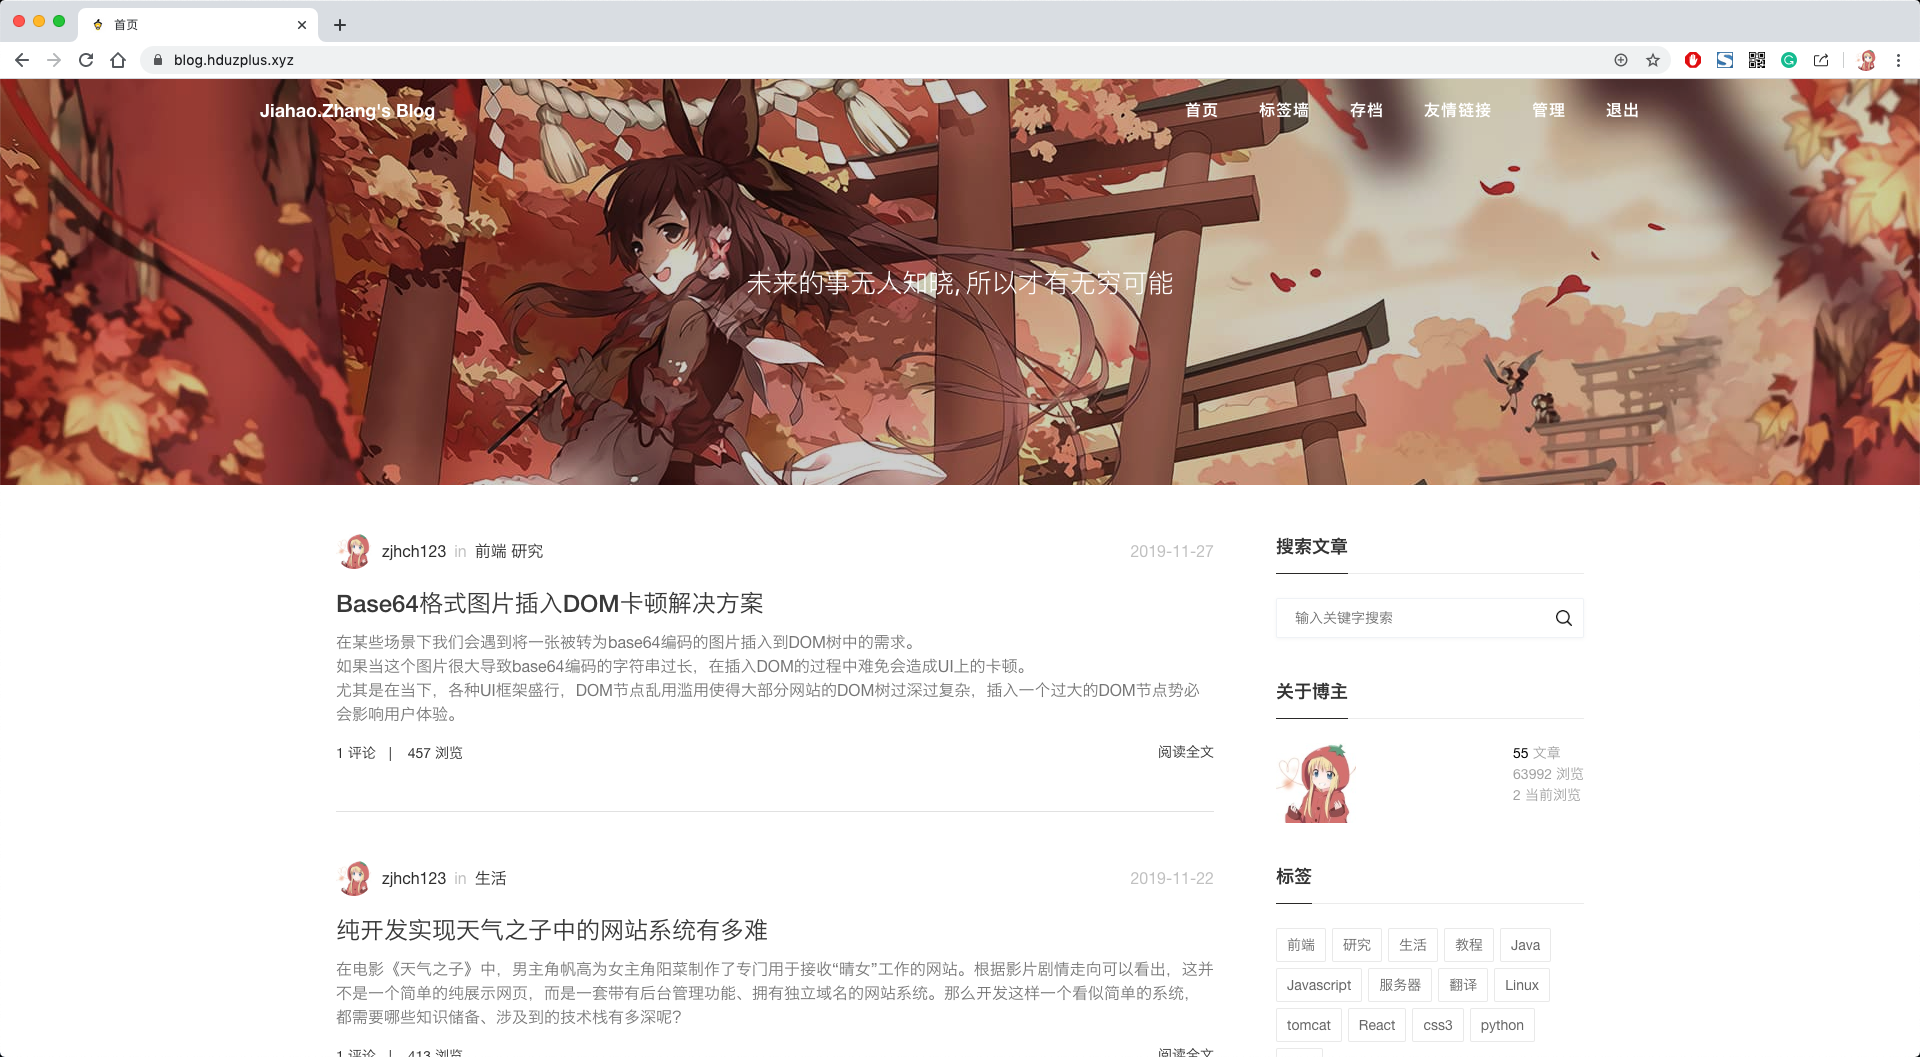 首页
blog.hduzplus.xyz
Jiahao.Zhang's Blog
首页 标签墙 存档 友情链接 管理 退出
未来的事无人知晓, 所以才有无穷可能
zjhch123 in 前端 研究
2019-11-27
Base64格式图片插入DOM卡顿解决方案
在某些场景下我们会遇到将一张被转为base64编码的图片插入到DOM树中的需求。
如果当这个图片很大导致base64编码的字符串过长，在插入DOM的过程中难免会造成UI上的卡顿。
尤其是在当下，各种UI框架盛行，DOM节点乱用滥用使得大部分网站的DOM树过深过复杂，插入一个过大的DOM节点势必
会影响用户体验。
1 评论 | 457 浏览
阅读全文
zjhch123 in 生活
2019-11-22
纯开发实现天气之子中的网站系统有多难
在电影《天气之子》中，男主角帆高为女主角阳菜制作了专门用于接收“晴女”工作的网站。根据影片剧情走向可以看出，这并
不是一个简单的纯展示网页，而是一套带有后台管理功能、拥有独立域名的网站系统。那么开发这样一个看似简单的系统，
都需要哪些知识储备、涉及到的技术栈有多深呢？
1 评论 | 413 浏览
阅读全文
搜索文章
输入关键字搜索
关于博主
55 文章
63992 浏览
2 当前浏览
标签
前端 研究 生活 教程 Java
Javascript 服务器 翻译 Linux
tomcat React css3 python